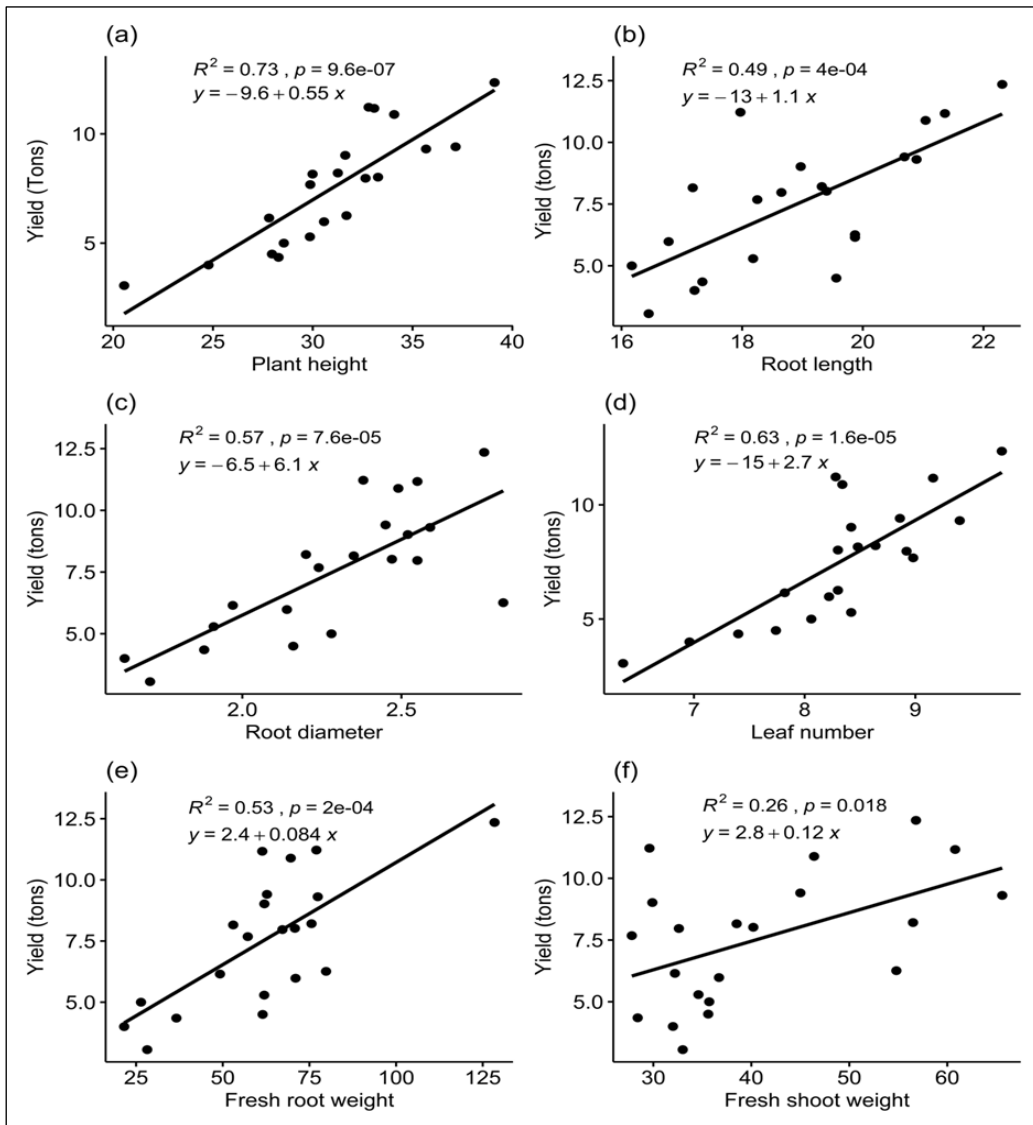 (a)
R² = 0.73 , p = 9.6e-07
y = −9.6 + 0.55 x
Yield (Tons)
10
5
20 25 30 35 40
Plant height
(b)
R² = 0.49 , p = 4e-04
y = −13 + 1.1 x
Yield (tons)
12.5
10.0
7.5
5.0
16 18 20 22
Root length
(c)
R² = 0.57 , p = 7.6e-05
y = −6.5 + 6.1 x
Yield (tons)
12.5
10.0
7.5
5.0
2.0 2.5
Root diameter
(d)
R² = 0.63 , p = 1.6e-05
y = −15 + 2.7 x
Yield (tons)
10
5
7 8 9
Leaf number
(e)
R² = 0.53 , p = 2e-04
y = 2.4 + 0.084 x
Yield (tons)
12.5
10.0
7.5
5.0
25 50 75 100 125
Fresh root weight
(f)
R² = 0.26 , p = 0.018
y = 2.8 + 0.12 x
Yield (tons)
12.5
10.0
7.5
5.0
30 40 50 60
Fresh shoot weight